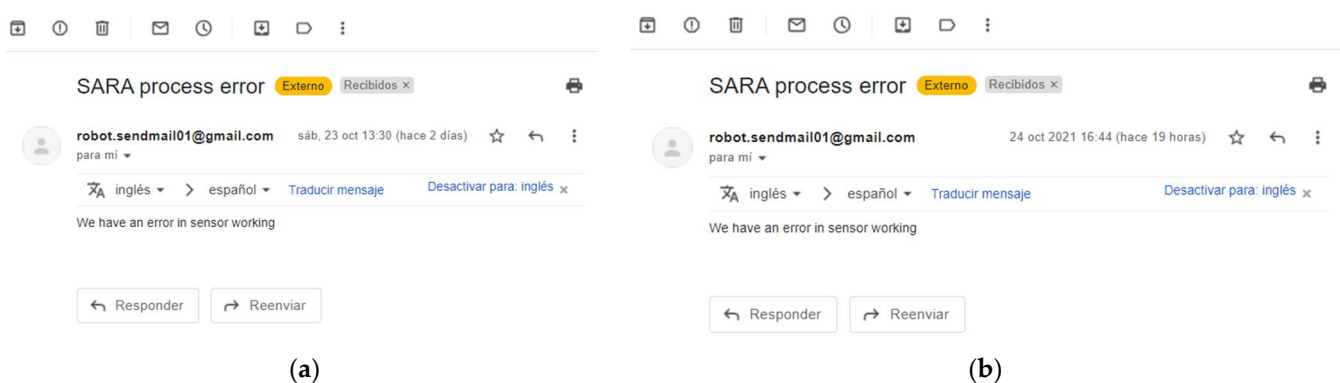 SARA process error Externo Recibidos ×
robot.sendmail01@gmail.com sáb, 23 oct 13:30 (hace 2 días)
para mí
inglés > español Traducir mensaje Desactivar para: inglés ×
We have an error in sensor working
Responder Reenviar
(a)
SARA process error Externo Recibidos ×
robot.sendmail01@gmail.com 24 oct 2021 16:44 (hace 19 horas)
para mí
inglés > español Traducir mensaje Desactivar para: inglés ×
We have an error in sensor working
Responder Reenviar
(b)